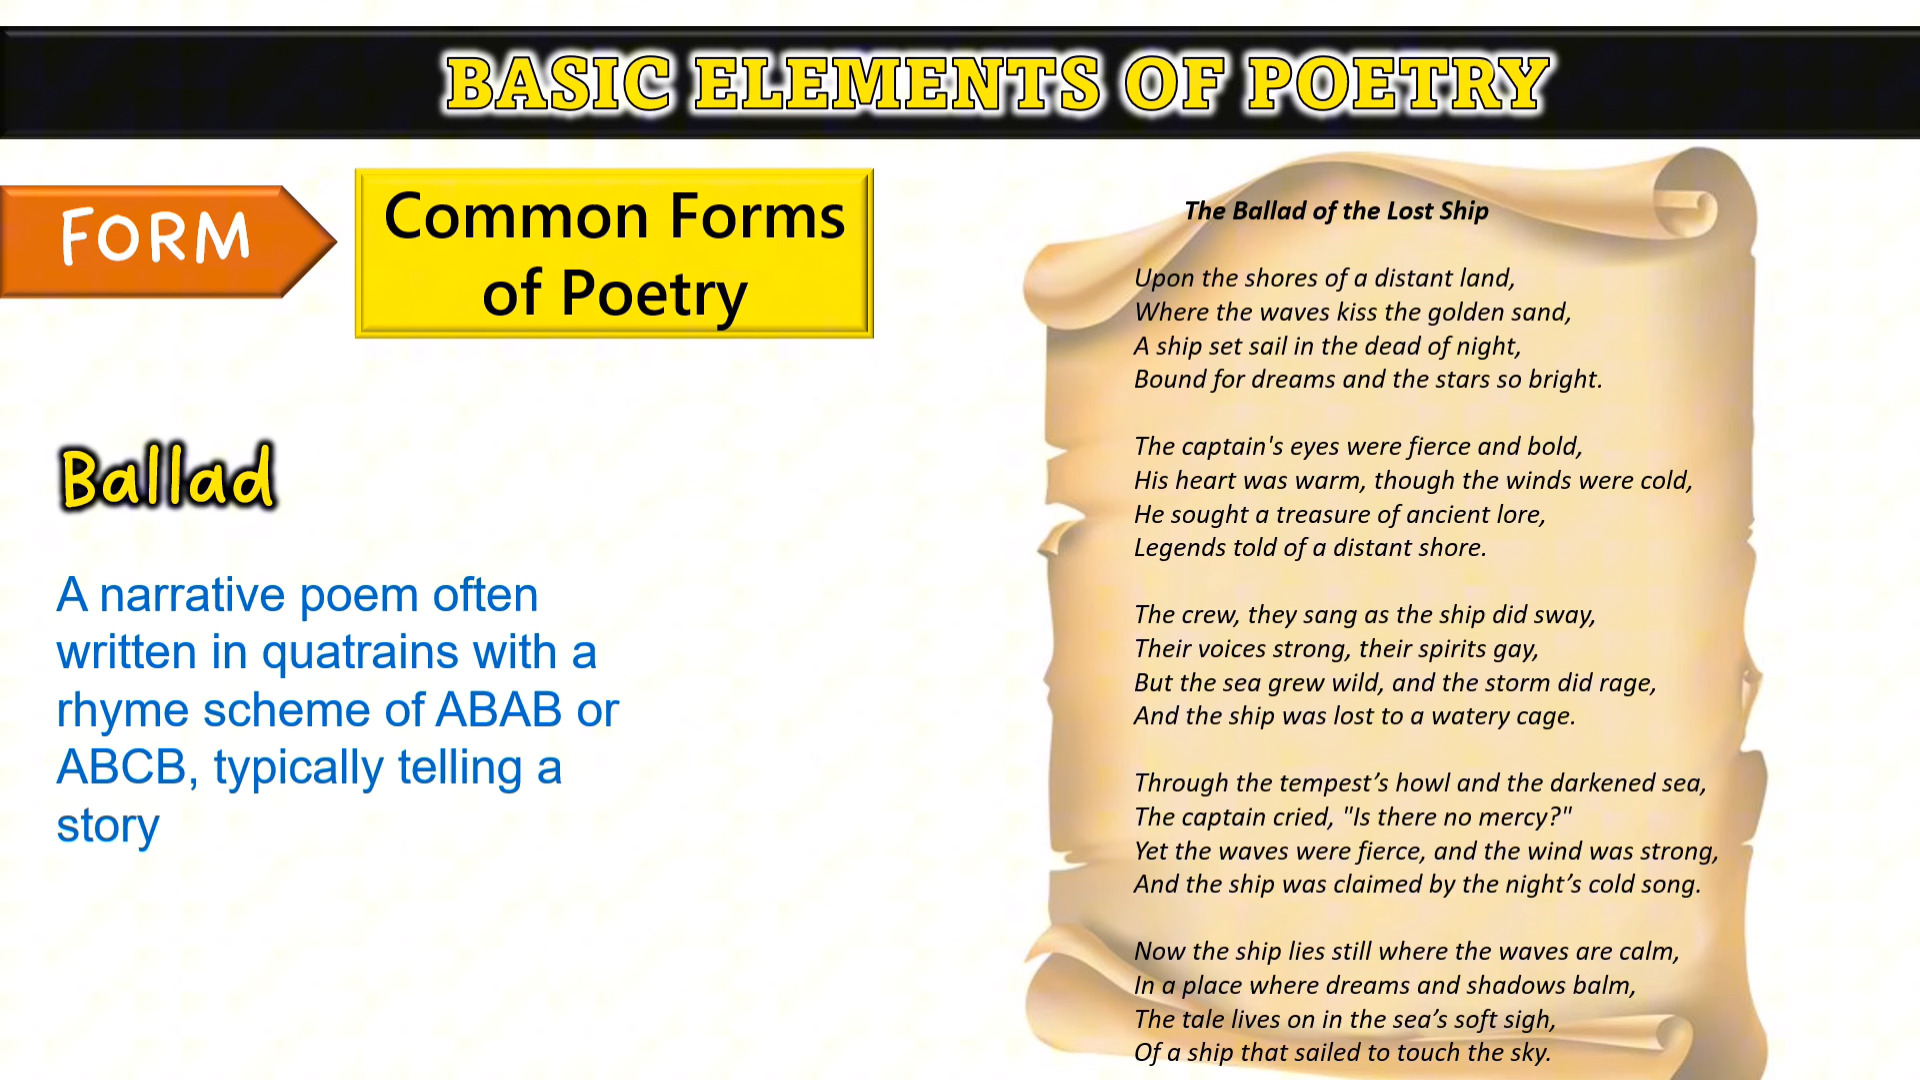 BASIC ELEMENTS OF POETRY
FORM
Common Forms
of Poetry
Ballad
A narrative poem often
written in quatrains with a
rhyme scheme of ABAB or
ABCB, typically telling a
story
The Ballad of the Lost Ship
Upon the shores of a distant land,
Where the waves kiss the golden sand,
A ship set sail in the dead of night,
Bound for dreams and the stars so bright.
The captain's eyes were fierce and bold,
His heart was warm, though the winds were cold,
He sought a treasure of ancient lore,
Legends told of a distant shore.
The crew, they sang as the ship did sway,
Their voices strong, their spirits gay,
But the sea grew wild, and the storm did rage,
And the ship was lost to a watery cage.
Through the tempest’s howl and the darkened sea,
The captain cried, "Is there no mercy?"
Yet the waves were fierce, and the wind was strong,
And the ship was claimed by the night’s cold song.
Now the ship lies still where the waves are calm,
In a place where dreams and shadows balm,
The tale lives on in the sea’s soft sigh,
Of a ship that sailed to touch the sky.